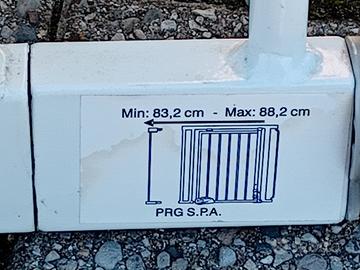 Min: 83,2 cm - Max: 88,2 cm
PRG S.P.A.